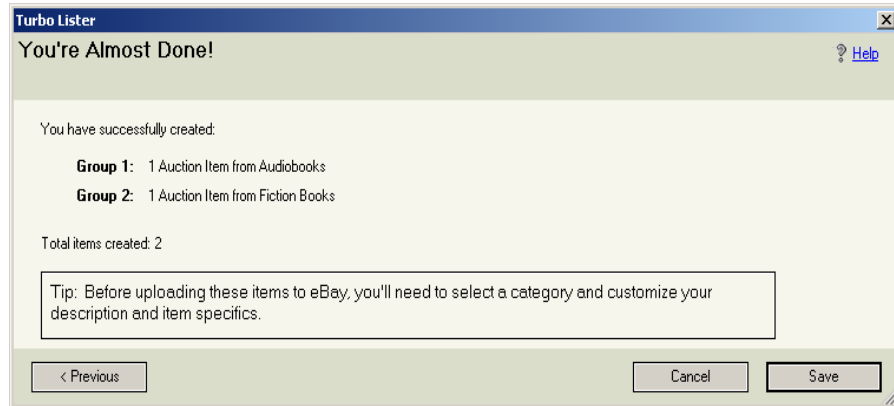 Turbo Lister
You're Almost Done!
? Help
You have successfully created:
Group 1: 1 Auction Item from Audiobooks
Group 2: 1 Auction Item from Fiction Books
Total items created: 2
Tip: Before uploading these items to eBay, you'll need to select a category and customize your
description and item specifics.
< Previous
Cancel
Save